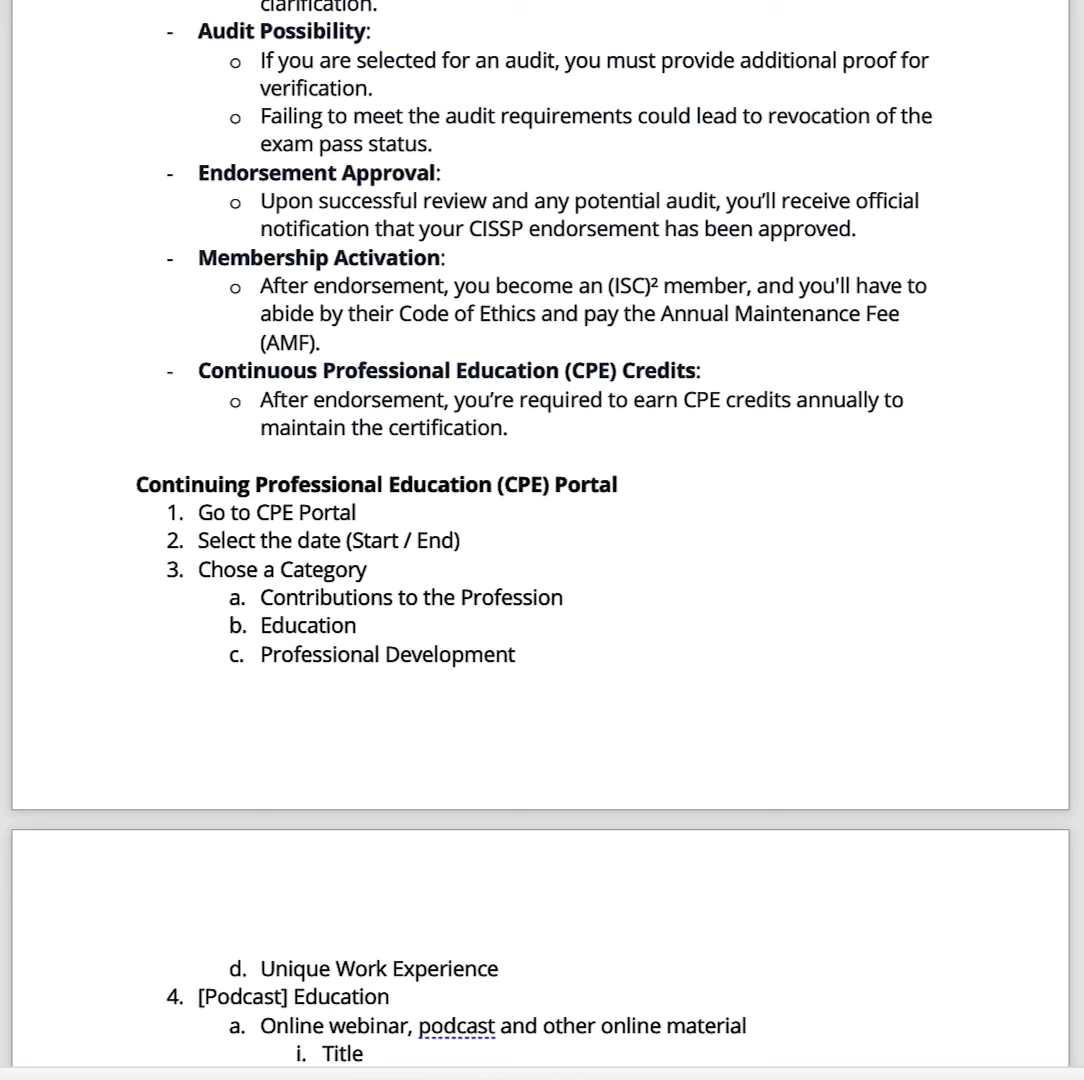 clarification.
- Audit Possibility:
o If you are selected for an audit, you must provide additional proof for
verification.
o Failing to meet the audit requirements could lead to revocation of the
exam pass status.
- Endorsement Approval:
o Upon successful review and any potential audit, you’ll receive official
notification that your CISSP endorsement has been approved.
- Membership Activation:
o After endorsement, you become an (ISC)² member, and you'll have to
abide by their Code of Ethics and pay the Annual Maintenance Fee
(AMF).
- Continuous Professional Education (CPE) Credits:
o After endorsement, you’re required to earn CPE credits annually to
maintain the certification.
Continuing Professional Education (CPE) Portal
1. Go to CPE Portal
2. Select the date (Start / End)
3. Chose a Category
a. Contributions to the Profession
b. Education
c. Professional Development
d. Unique Work Experience
4. [Podcast] Education
a. Online webinar, podcast and other online material
i. Title